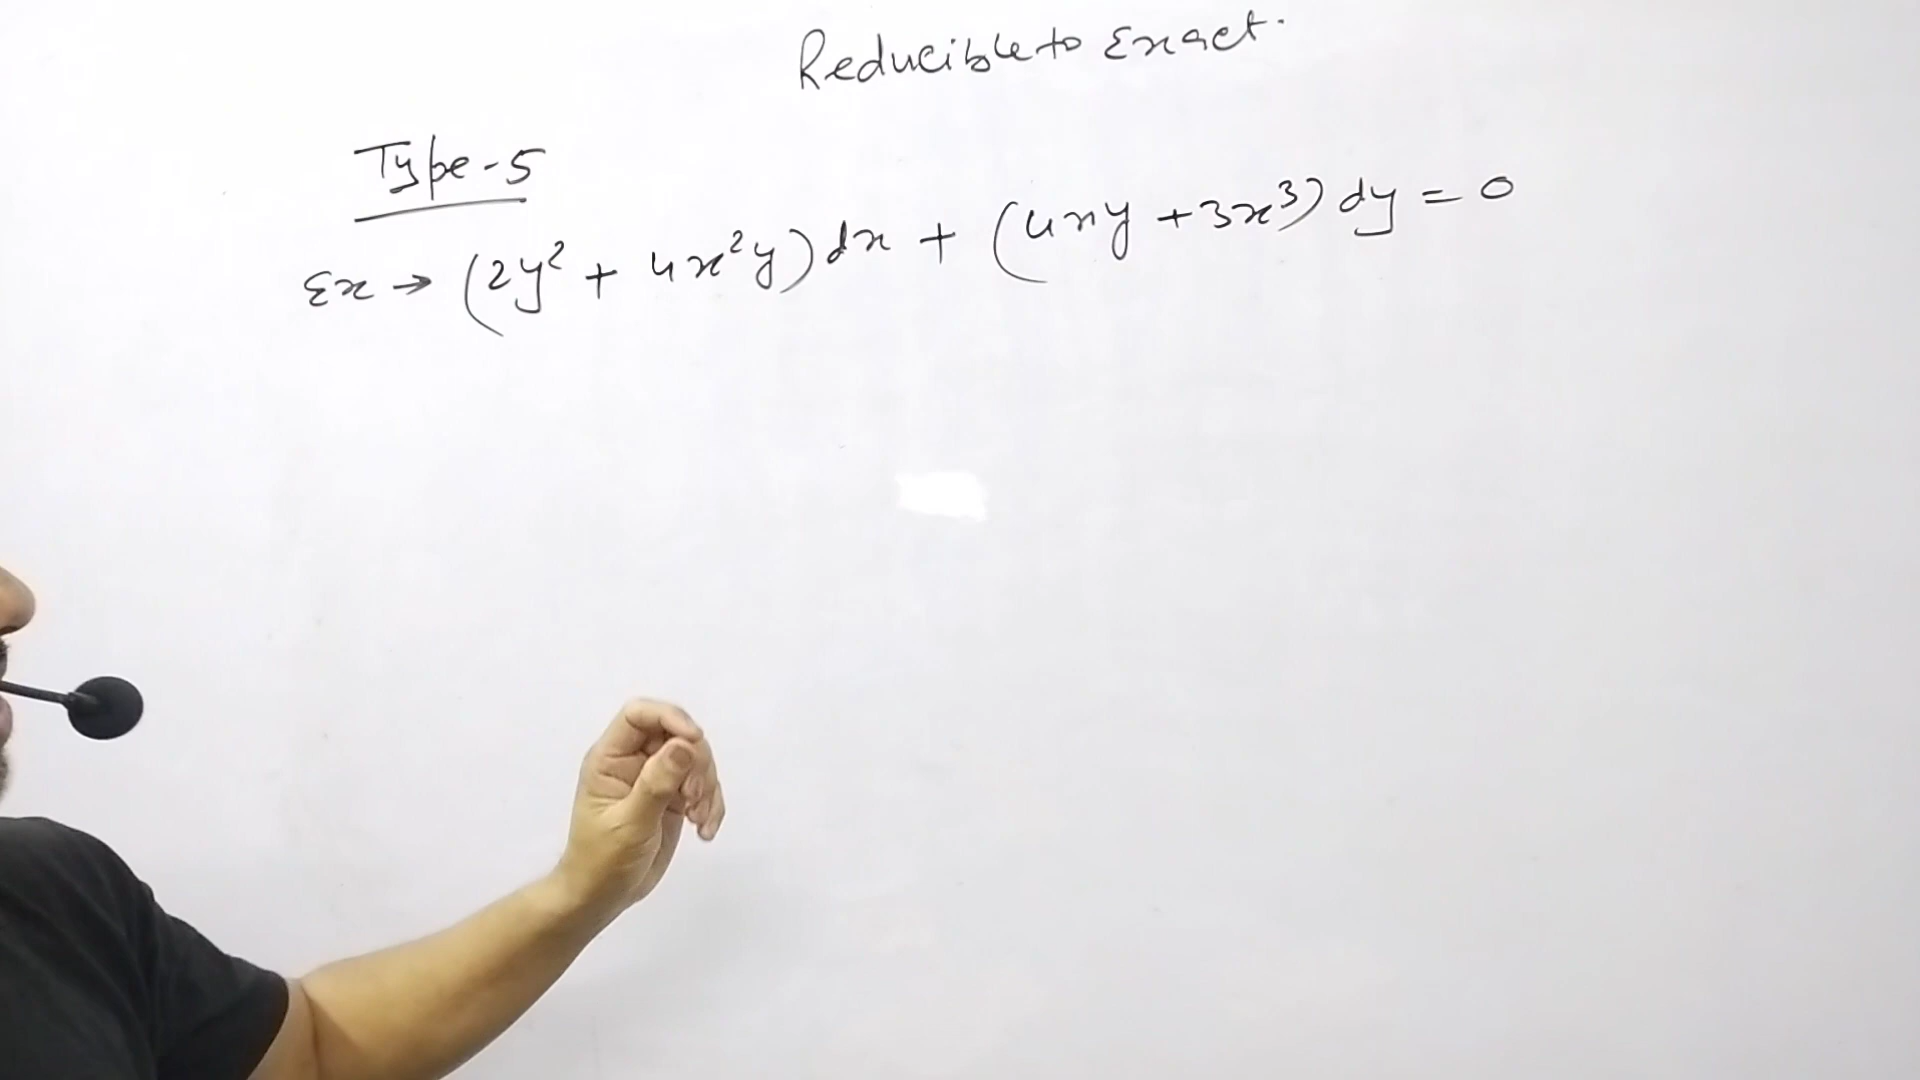 Reducible to Exact.
Type-5
Ex → (2y² + 4x²y) dx + (4xy + 3x³) dy = 0